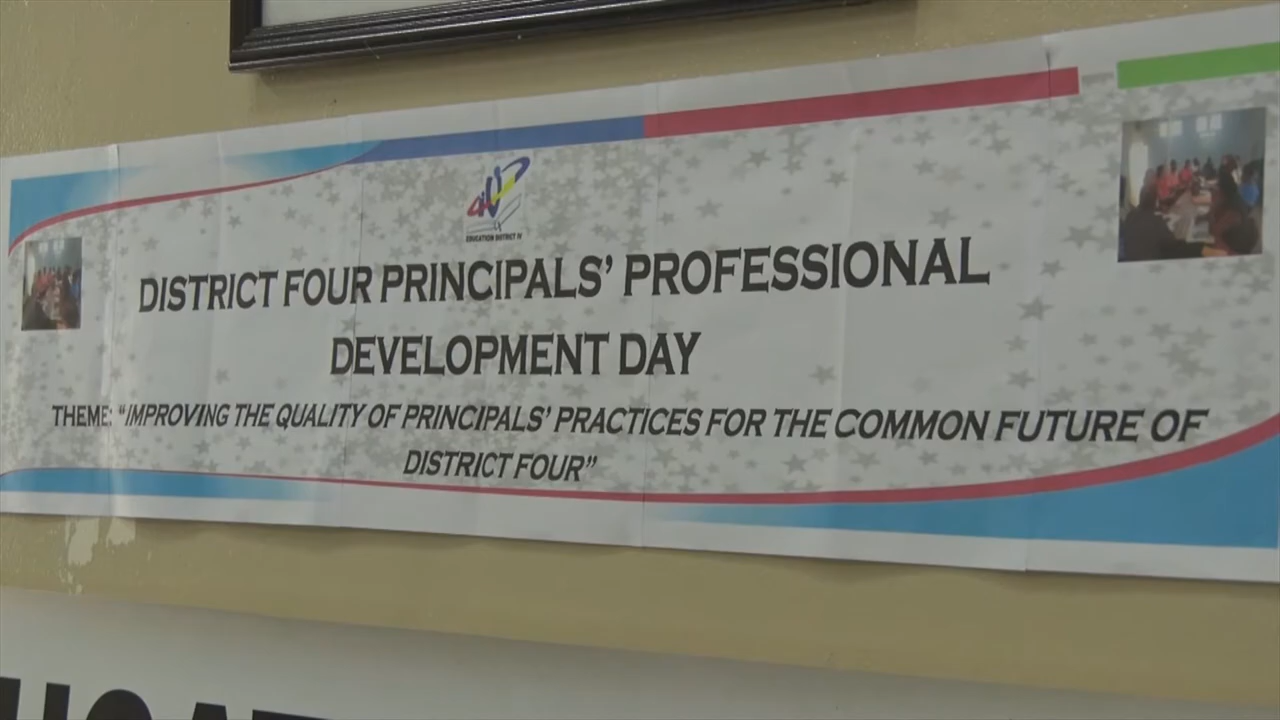 EDUCATION DISTRICT IV
DISTRICT FOUR PRINCIPALS' PROFESSIONAL
DEVELOPMENT DAY
THEME: "IMPROVING THE QUALITY OF PRINCIPALS' PRACTICES FOR THE COMMON FUTURE OF
DISTRICT FOUR"